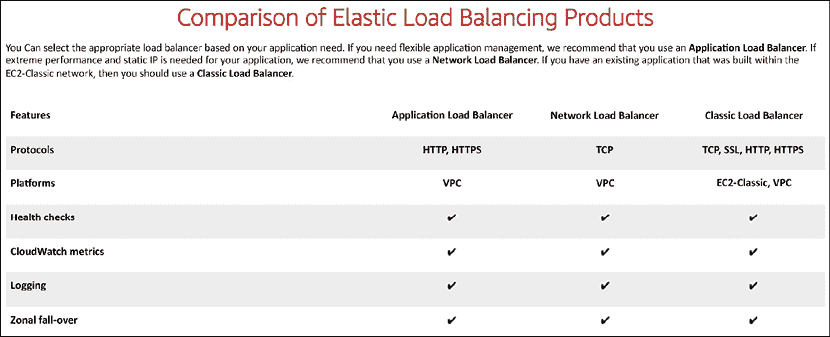 Comparison of Elastic Load Balancing Products
You Can select the appropriate load balancer based on your application need. If you need flexible application management, we recommend that you use an Application Load Balancer. If
extreme performance and static IP is needed for your application, we recommend that you use a Network Load Balancer. If you have an existing application that was built within the
EC2-Classic network, then you should use a Classic Load Balancer.
Features Application Load Balancer Network Load Balancer Classic Load Balancer
Protocols HTTP, HTTPS TCP TCP, SSL, HTTP, HTTPS
Platforms VPC VPC EC2-Classic, VPC
Health checks ✔ ✔ ✔
CloudWatch metrics ✔ ✔ ✔
Logging ✔ ✔ ✔
Zonal fall-over ✔ ✔ ✔